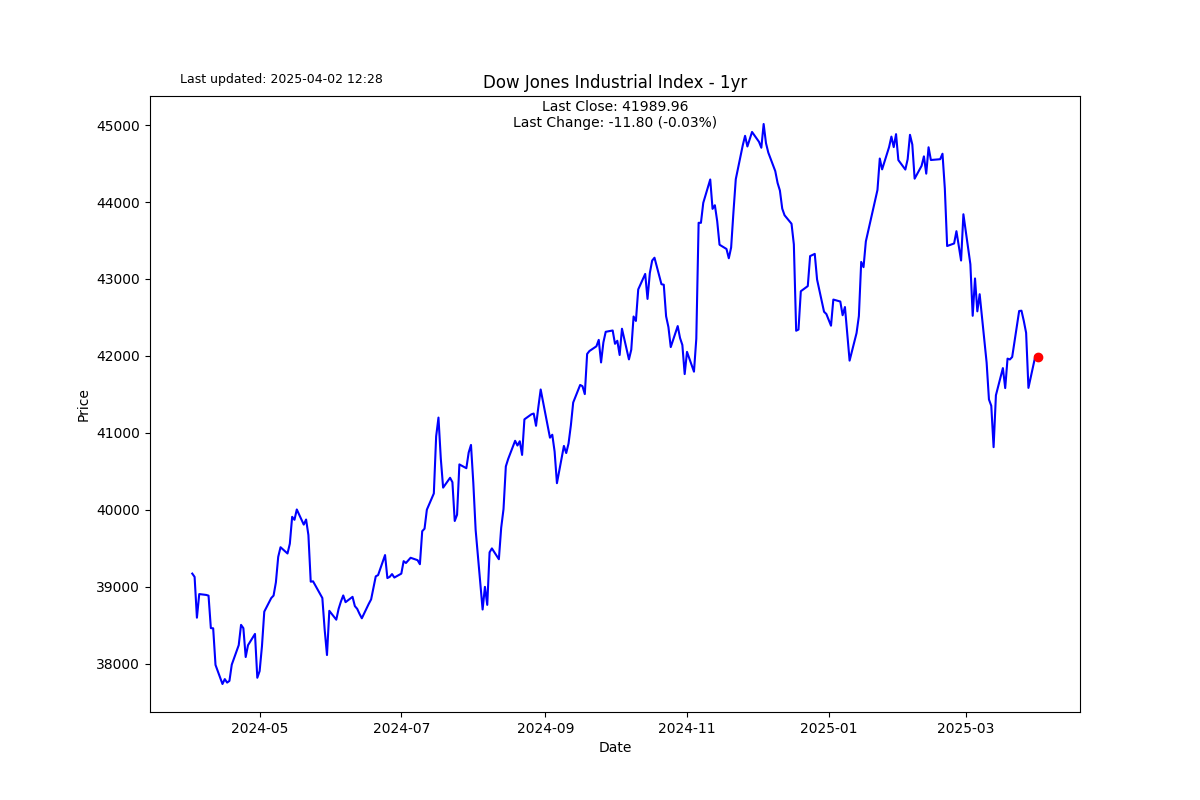 Last updated: 2025-04-02 12:28
Dow Jones Industrial Index - 1yr
Last Close: 41989.96
Last Change: -11.80 (-0.03%)
45000
44000
43000
42000
41000
40000
39000
38000
Price
2024-05
2024-07
2024-09
2024-11
2025-01
2025-03
Date